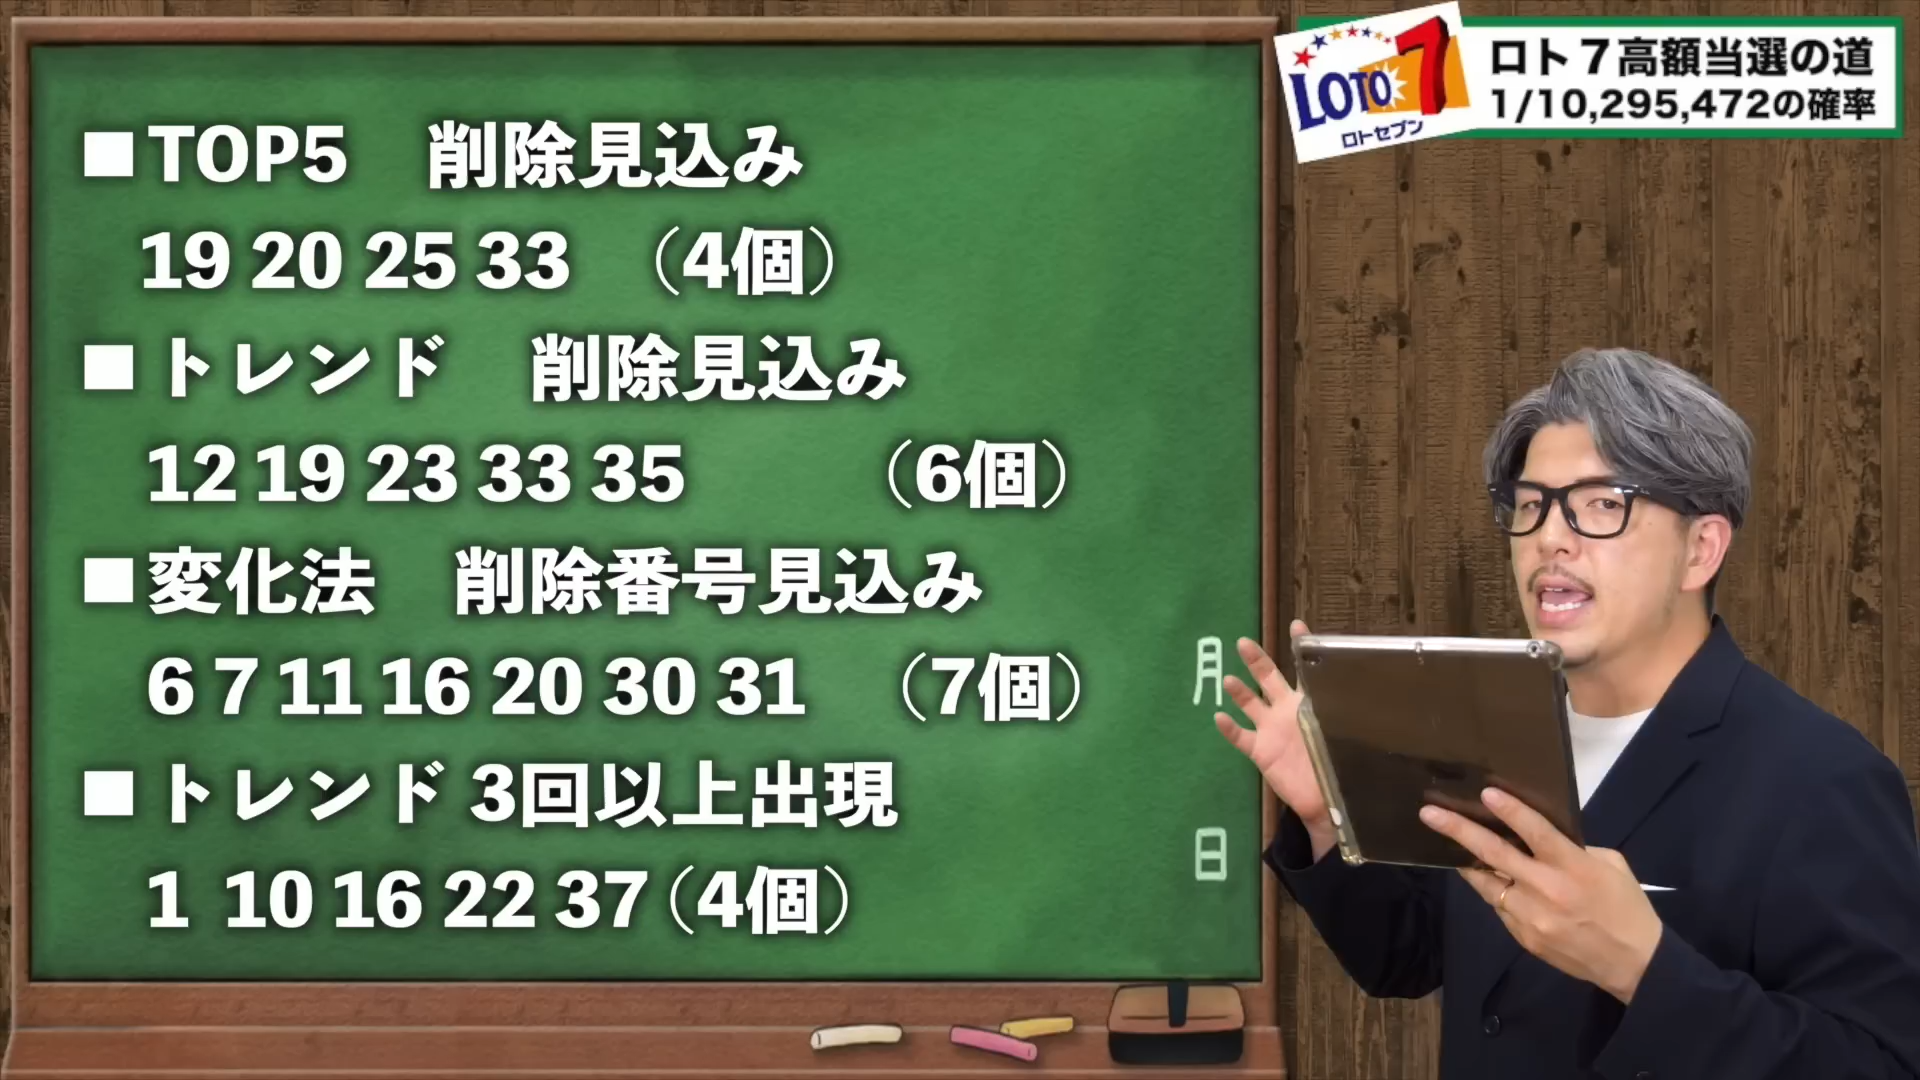 ■TOP5　削除見込み
19 20 25 33　（4個）
■トレンド　削除見込み
12 19 23 33 35　（6個）
■変化法　削除番号見込み
6 7 11 16 20 30 31　（7個）
■トレンド 3回以上出現
1 10 16 22 37（4個）
月
日
LOTO 7
ロトセブン
ロト７高額当選の道
1/10,295,472の確率